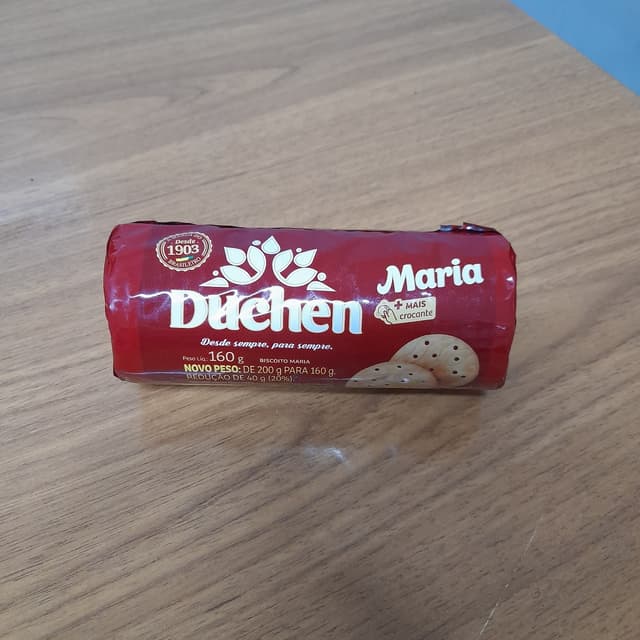 Desde
1903
BRASILEIRO
Duchen
Desde sempre, para sempre.
Maria
+ MAIS
crocante
Peso Líq.: 160 g
BISCOITO MARIA
NOVO PESO: DE 200 g PARA 160 g.
REDUÇÃO DE 40 g (20%).